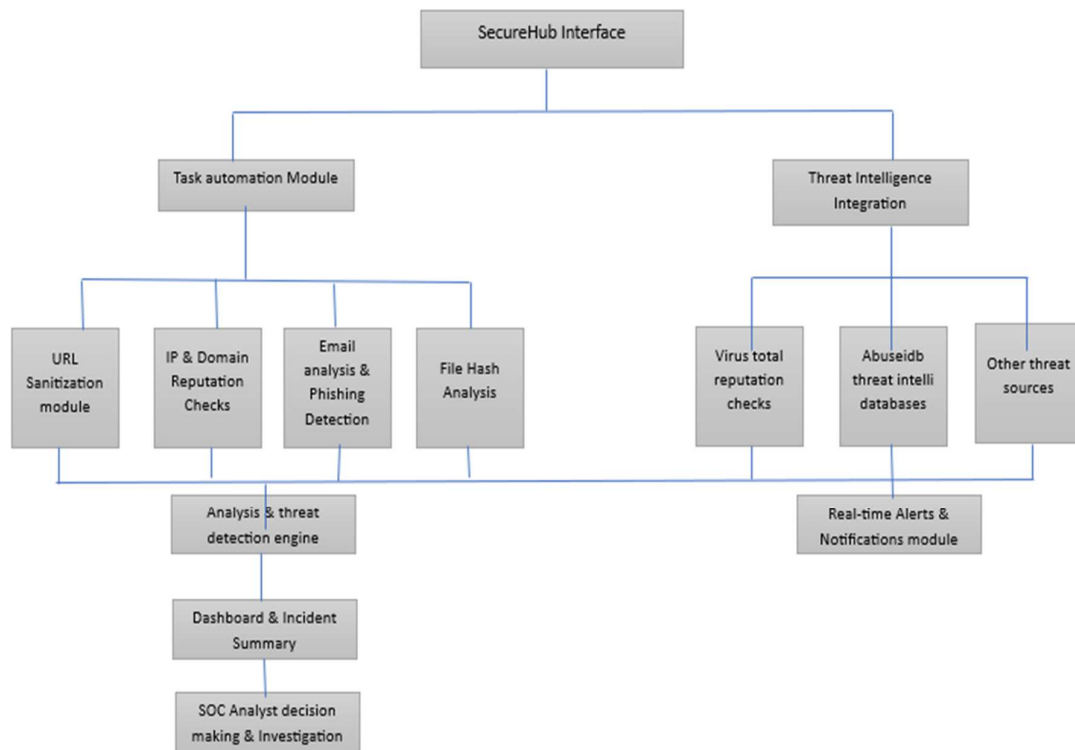 SecureHub Interface
Task automation Module
Threat Intelligence
Integration
URL
Sanitization
module
IP & Domain
Reputation
Checks
Email
analysis &
Phishing
Detection
File Hash
Analysis
Virus total
reputation
checks
Abuseidb
threat intelli
databases
Other threat
sources
Analysis & threat
detection engine
Real-time Alerts &
Notifications module
Dashboard & Incident
Summary
SOC Analyst decision
making & Investigation